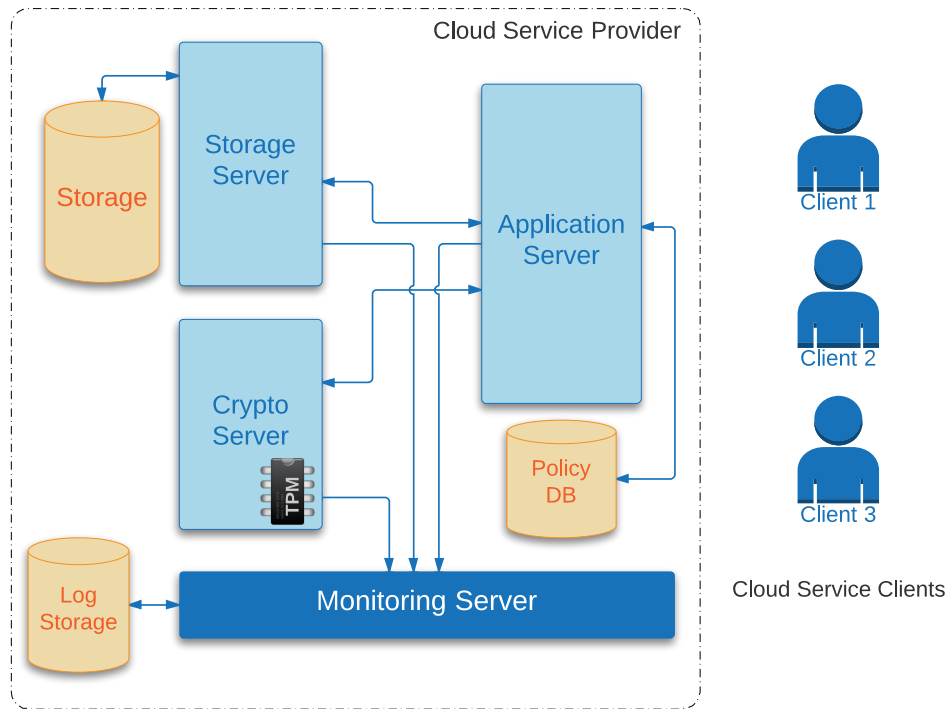 Cloud Service Provider
Storage
Server
Storage
Application
Server
Client 1
Client 2
Crypto
Server
TPM
Policy
DB
Client 3
Log
Storage
Monitoring Server
Cloud Service Clients